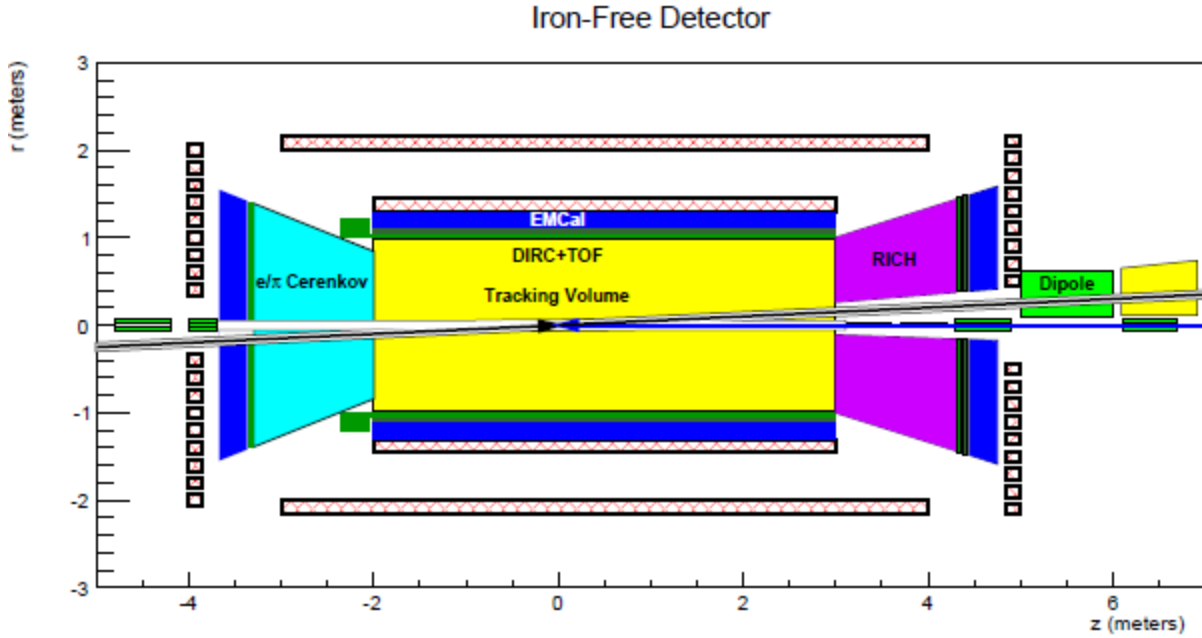 Iron-Free Detector
r (meters)
3
2
1
0
-1
-2
-3
EMCal
DIRC+TOF
e/π Cerenkov
RICH
Tracking Volume
Dipole
-4
-2
0
2
4
6
z (meters)